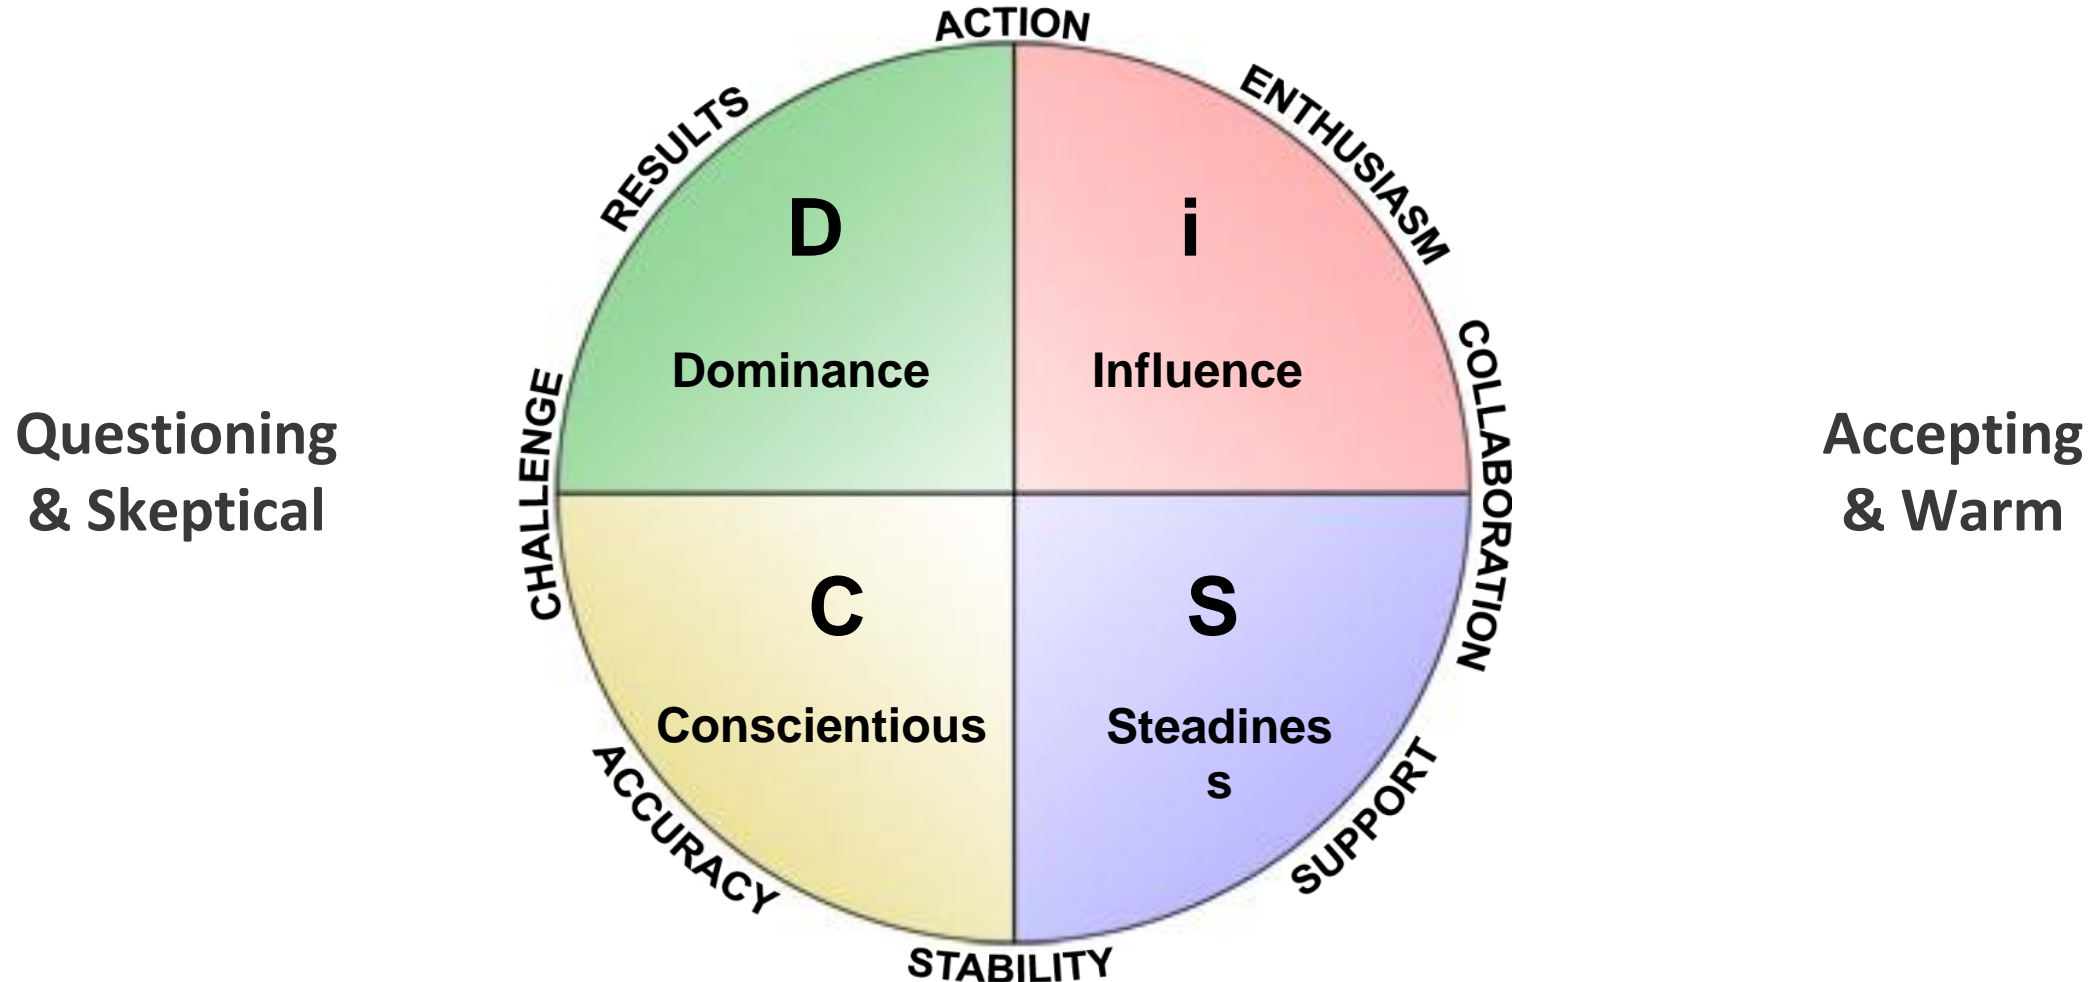 ACTION
RESULTS
ENTHUSIASM
D
i
Dominance
Influence
CHALLENGE
COLLABORATION
Questioning
& Skeptical
Accepting
& Warm
C
S
Conscientious
Steadines
s
ACCURACY
SUPPORT
STABILITY